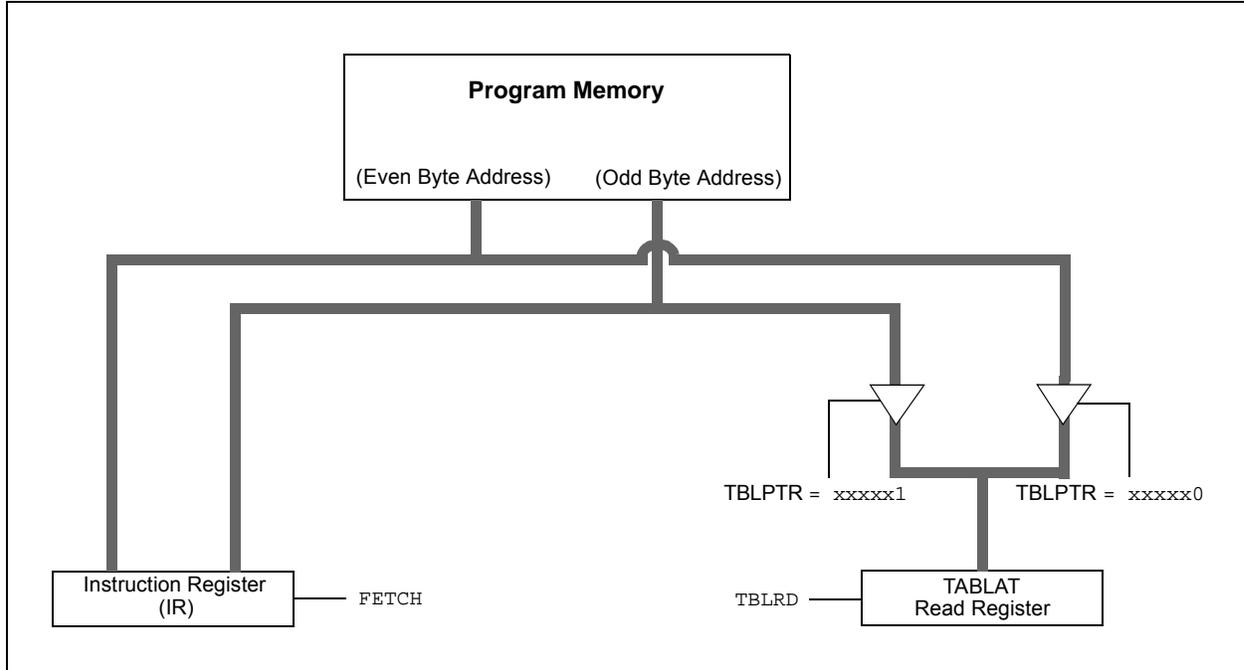 Program Memory
(Even Byte Address) (Odd Byte Address)
TBLPTR = xxxxx1
TBLPTR = xxxxx0
Instruction Register
(IR)
FETCH
TBLRD
TABLAT
Read Register